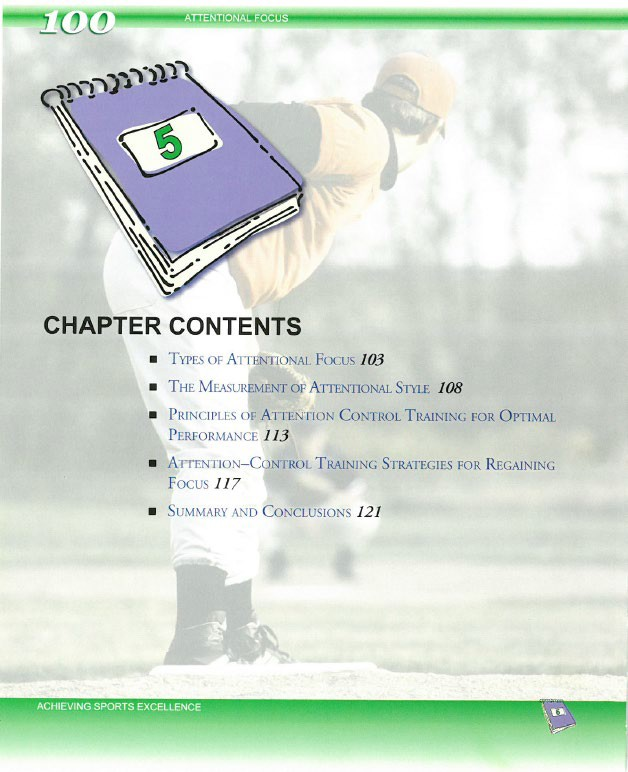 100
ATTENTIONAL FOCUS
5
CHAPTER CONTENTS
■ TYPES OF ATTENTIONAL FOCUS 103
■ THE MEASUREMENT OF ATTENTIONAL STYLE 108
■ PRINCIPLES OF ATTENTION CONTROL TRAINING FOR OPTIMAL
PERFORMANCE 113
■ ATTENTION–CONTROL TRAINING STRATEGIES FOR REGAINING
FOCUS 117
■ SUMMARY AND CONCLUSIONS 121
ACHIEVING SPORTS EXCELLENCE